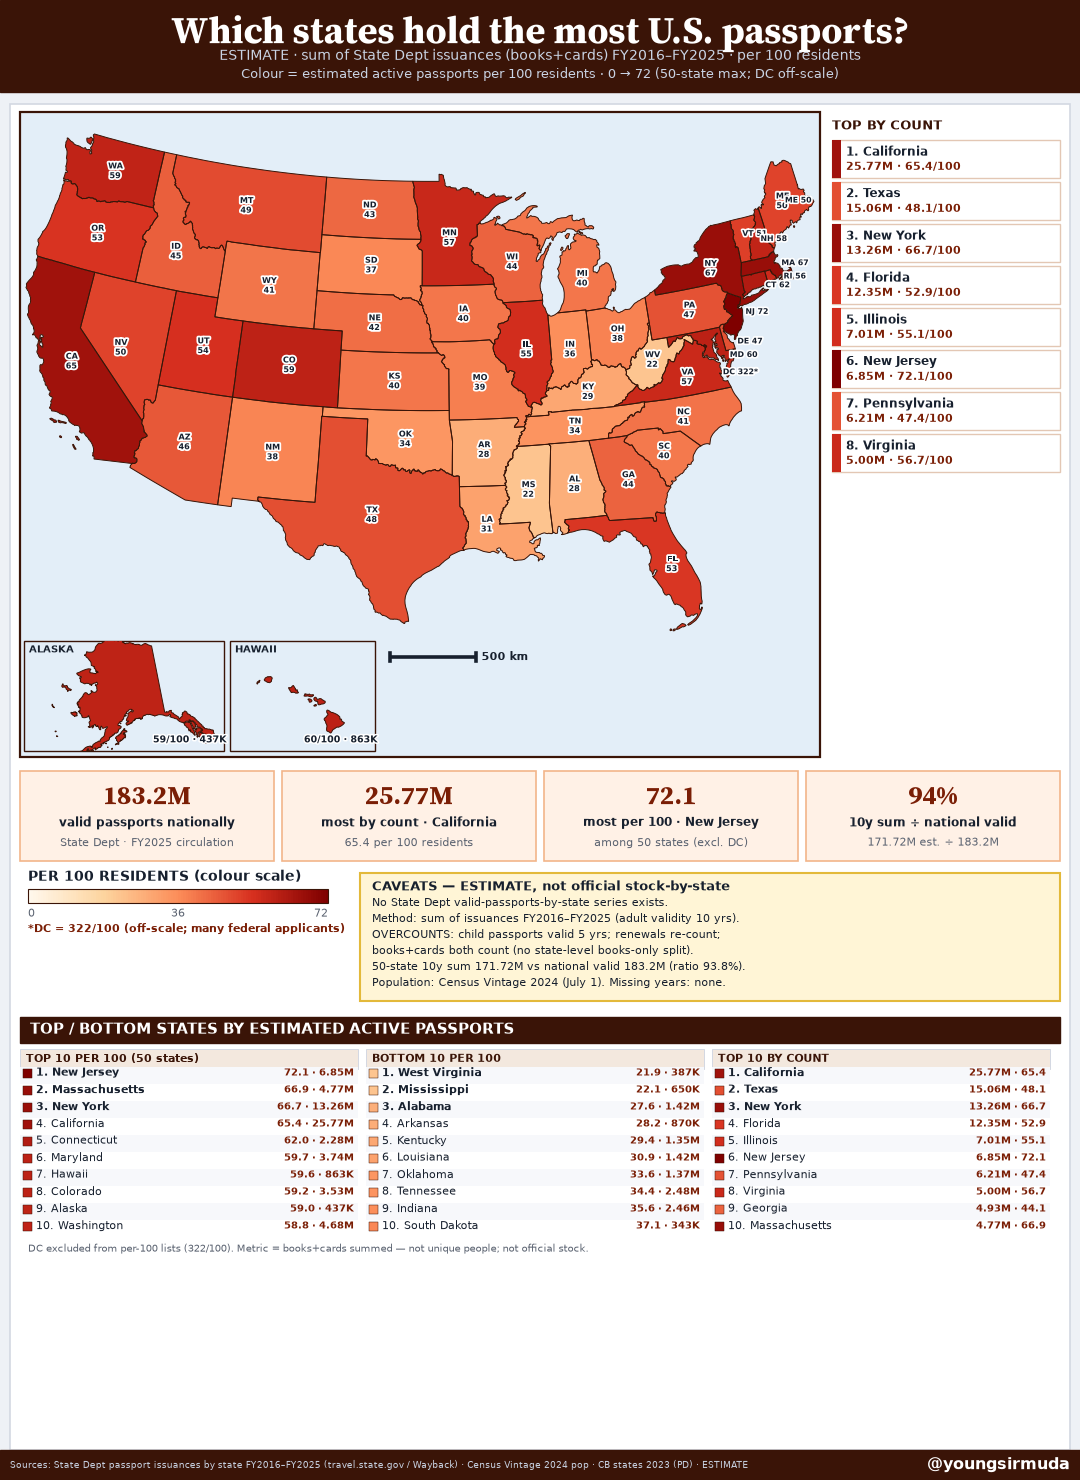 Which states hold the most U.S. passports?
ESTIMATE · sum of State Dept issuances (books+cards) FY2016–FY2025 · per 100 residents
Colour = estimated active passports per 100 residents · 0 → 72 (50-state max; DC off-scale)
WA
59
OR
53
CA
65
ID
45
NV
50
MT
49
WY
41
UT
54
AZ
46
CO
59
NM
38
ND
43
SD
37
NE
42
KS
40
OK
34
TX
48
MN
57
IA
40
MO
39
AR
28
LA
31
WI
44
IL
55
MS
22
MI
40
IN
36
KY
29
TN
34
AL
28
OH
38
WV
22
GA
44
FL
53
SC
40
NC
41
VA
57
PA
47
NY
67
ME
50
ME 50
VT 51
NH 58
MA 67
RI 56
CT 62
NJ 72
DE 47
MD 60
DC 322*
ALASKA
59/100 · 437K
HAWAII
60/100 · 863K
500 km
TOP BY COUNT
1. California
25.77M · 65.4/100
2. Texas
15.06M · 48.1/100
3. New York
13.26M · 66.7/100
4. Florida
12.35M · 52.9/100
5. Illinois
7.01M · 55.1/100
6. New Jersey
6.85M · 72.1/100
7. Pennsylvania
6.21M · 47.4/100
8. Virginia
5.00M · 56.7/100
183.2M
valid passports nationally
State Dept · FY2025 circulation
25.77M
most by count · California
65.4 per 100 residents
72.1
most per 100 · New Jersey
among 50 states (excl. DC)
94%
10y sum ÷ national valid
171.72M est. ÷ 183.2M
PER 100 RESIDENTS (colour scale)
0 36 72
*DC = 322/100 (off-scale; many federal applicants)
CAVEATS — ESTIMATE, not official stock-by-state
No State Dept valid-passports-by-state series exists.
Method: sum of issuances FY2016–FY2025 (adult validity 10 yrs).
OVERCOUNTS: child passports valid 5 yrs; renewals re-count;
books+cards both count (no state-level books-only split).
50-state 10y sum 171.72M vs national valid 183.2M (ratio 93.8%).
Population: Census Vintage 2024 (July 1). Missing years: none.
TOP / BOTTOM STATES BY ESTIMATED ACTIVE PASSPORTS
TOP 10 PER 100 (50 states)
1. New Jersey 72.1 · 6.85M
2. Massachusetts 66.9 · 4.77M
3. New York 66.7 · 13.26M
4. California 65.4 · 25.77M
5. Connecticut 62.0 · 2.28M
6. Maryland 59.7 · 3.74M
7. Hawaii 59.6 · 863K
8. Colorado 59.2 · 3.53M
9. Alaska 59.0 · 437K
10. Washington 58.8 · 4.68M
BOTTOM 10 PER 100
1. West Virginia 21.9 · 387K
2. Mississippi 22.1 · 650K
3. Alabama 27.6 · 1.42M
4. Arkansas 28.2 · 870K
5. Kentucky 29.4 · 1.35M
6. Louisiana 30.9 · 1.42M
7. Oklahoma 33.6 · 1.37M
8. Tennessee 34.4 · 2.48M
9. Indiana 35.6 · 2.46M
10. South Dakota 37.1 · 343K
TOP 10 BY COUNT
1. California 25.77M · 65.4
2. Texas 15.06M · 48.1
3. New York 13.26M · 66.7
4. Florida 12.35M · 52.9
5. Illinois 7.01M · 55.1
6. New Jersey 6.85M · 72.1
7. Pennsylvania 6.21M · 47.4
8. Virginia 5.00M · 56.7
9. Georgia 4.93M · 44.1
10. Massachusetts 4.77M · 66.9
DC excluded from per-100 lists (322/100). Metric = books+cards summed — not unique people; not official stock.
Sources: State Dept passport issuances by state FY2016–FY2025 (travel.state.gov / Wayback) · Census Vintage 2024 pop · CB states 2023 (PD) · ESTIMATE
@youngsirmuda